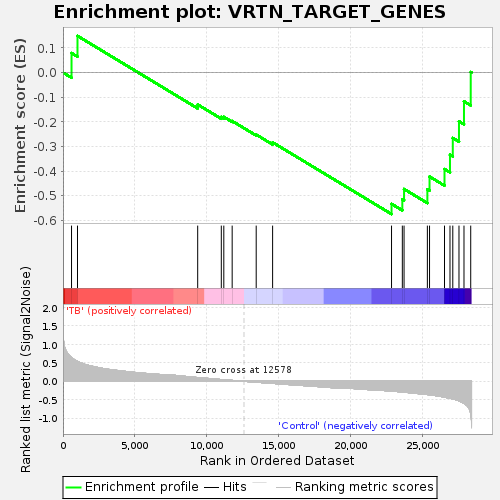 Enrichment plot: VRTN_TARGET_GENES
Enrichment score (ES)
0.1
0.0
-0.1
-0.2
-0.3
-0.4
-0.5
-0.6
'TB' (positively correlated)
Ranked list metric (Signal2Noise)
2.0
1.5
1.0
0.5
0.0
-0.5
-1.0
Zero cross at 12578
'Control' (negatively correlated)
0 5,000 10,000 15,000 20,000 25,000
Rank in Ordered Dataset
Enrichment profile Hits Ranking metric scores